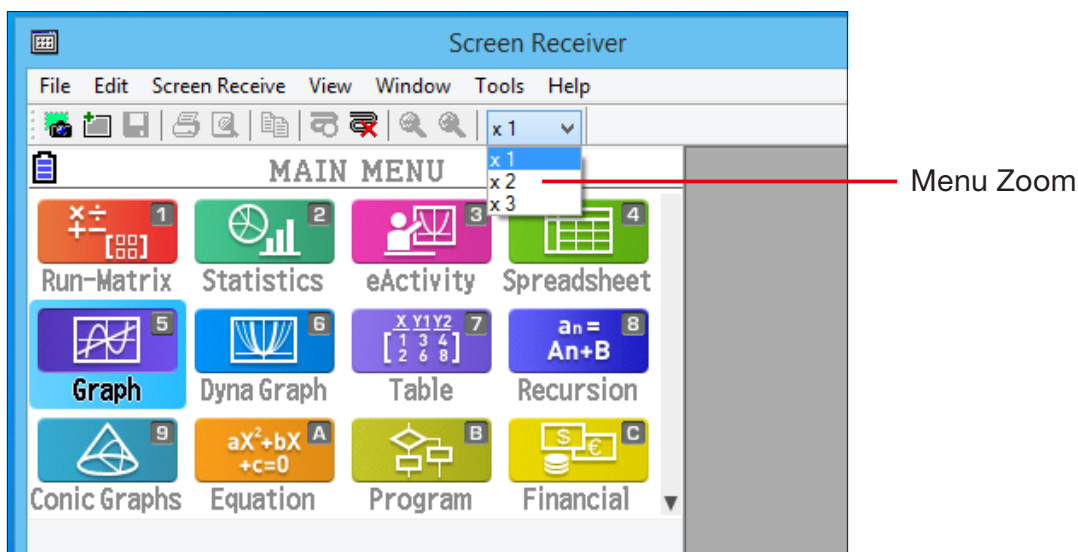 Screen Receiver
File Edit Screen Receive View Window Tools Help
x 1
MAIN MENU
x 1
x 2
x 3
Menu Zoom
1 2 3 4
Run-Matrix Statistics eActivity Spreadsheet
5 6 X Y1 Y2 7 an= 8
1 3 4 An+B
2 6 8
Graph Dyna Graph Table Recursion
9 aX²+bX A B $ € C
+c=0
Conic Graphs Equation Program Financial